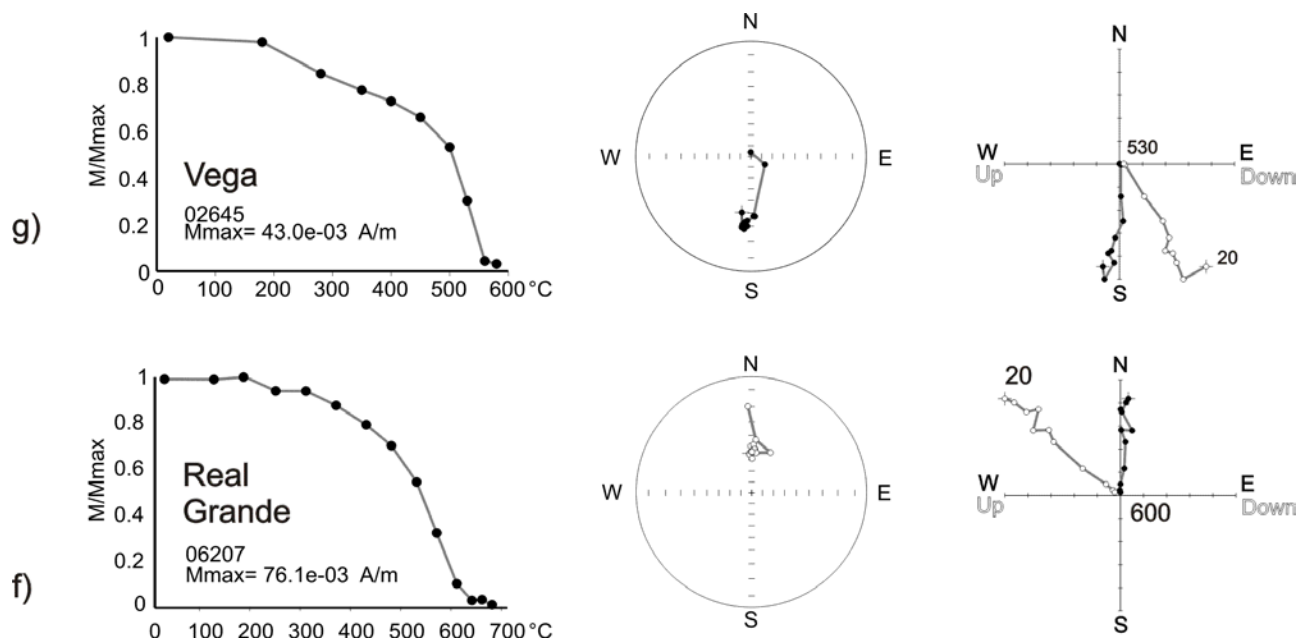 g)
M/Mmax
1
0.8
0.6
0.4
0.2
0
Vega
02645
Mmax= 43.0e-03 A/m
100 200 300 400 500 600 °C
N
W E
S
N
W 530 E
Up Down
20
S
f)
M/Mmax
1
0.8
0.6
0.4
0.2
0
Real
Grande
06207
Mmax= 76.1e-03 A/m
0 100 200 300 400 500 600 700 °C
N
W E
S
20 N
W E
Up 600 Down
S